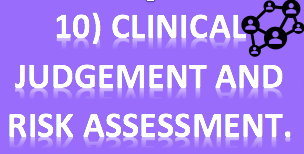 10) CLINICAL
JUDGEMENT AND
RISK ASSESSMENT.